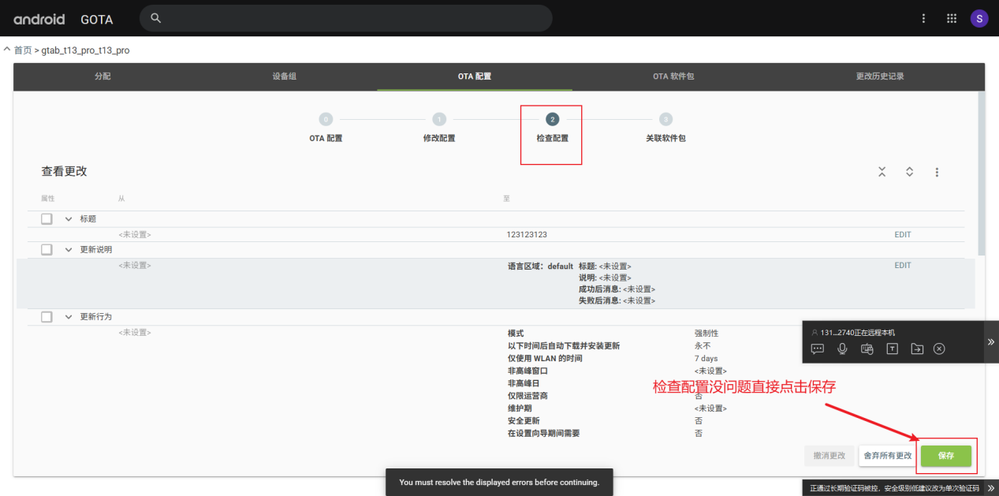 android GOTA
S
首页 > gtab_t13_pro_t13_pro
分配 设备组 OTA 配置 OTA 软件包 更改历史记录
0 1 2 3
OTA 配置 修改配置 检查配置 关联软件包
查看更改
属性 从 至
标题
<未设置> 123123123 EDIT
更新说明
<未设置> 语言区域: default 标题: <未设置> EDIT
说明: <未设置>
成功后消息: <未设置>
失败后消息: <未设置>
更新行为
<未设置> 模式 强制性
以下时间后自动下载并安装更新 永不
仅使用 WLAN 的时间 7 days
非高峰窗口 <未设置>
非高峰日
仅限运营商 否
维护期 <未设置>
安全更新 否
在设置向导期间需要 否
131...2740正在远程本机
T
检查配置没问题直接点击保存
撤消更改 舍弃所有更改 保存
You must resolve the displayed errors before continuing.
正通过长期验证码被控，安全级别低建议改为单次验证码